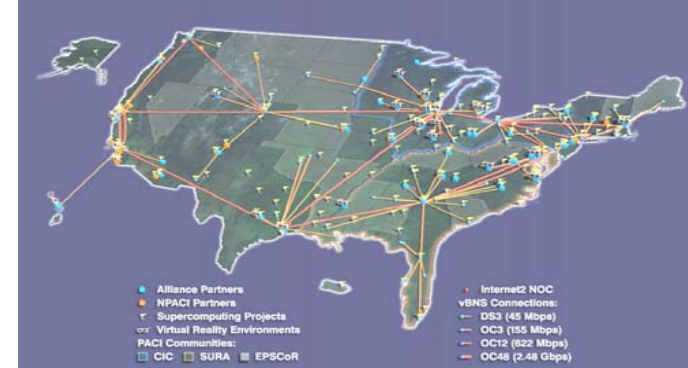 Alliance Partners
NPACI Partners
Supercomputing Projects
Virtual Reality Environments
PACI Communities:
CIC SURA EPSCoR
Internet2 NOC
vBNS Connections:
DS3 (45 Mbps)
OC3 (155 Mbps)
OC12 (622 Mbps)
OC48 (2.48 Gbps)